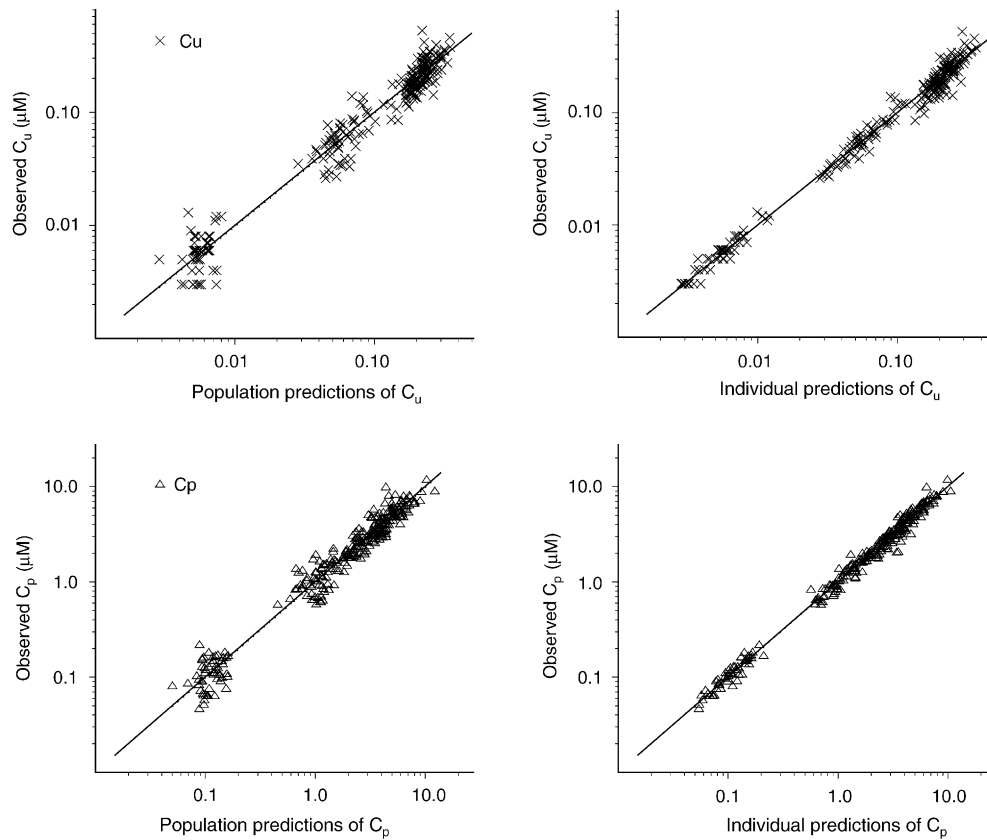 × Cu
Observed Cᵤ (μM)
0.10
0.01
0.01 0.10
Population predictions of Cᵤ
Observed Cᵤ (μM)
0.10
0.01
0.01 0.10
Individual predictions of Cᵤ
△ Cp
Observed Cₚ (μM)
10.0
1.0
0.1
0.1 1.0 10.0
Population predictions of Cₚ
Observed Cₚ (μM)
10.0
1.0
0.1
0.1 1.0 10.0
Individual predictions of Cₚ